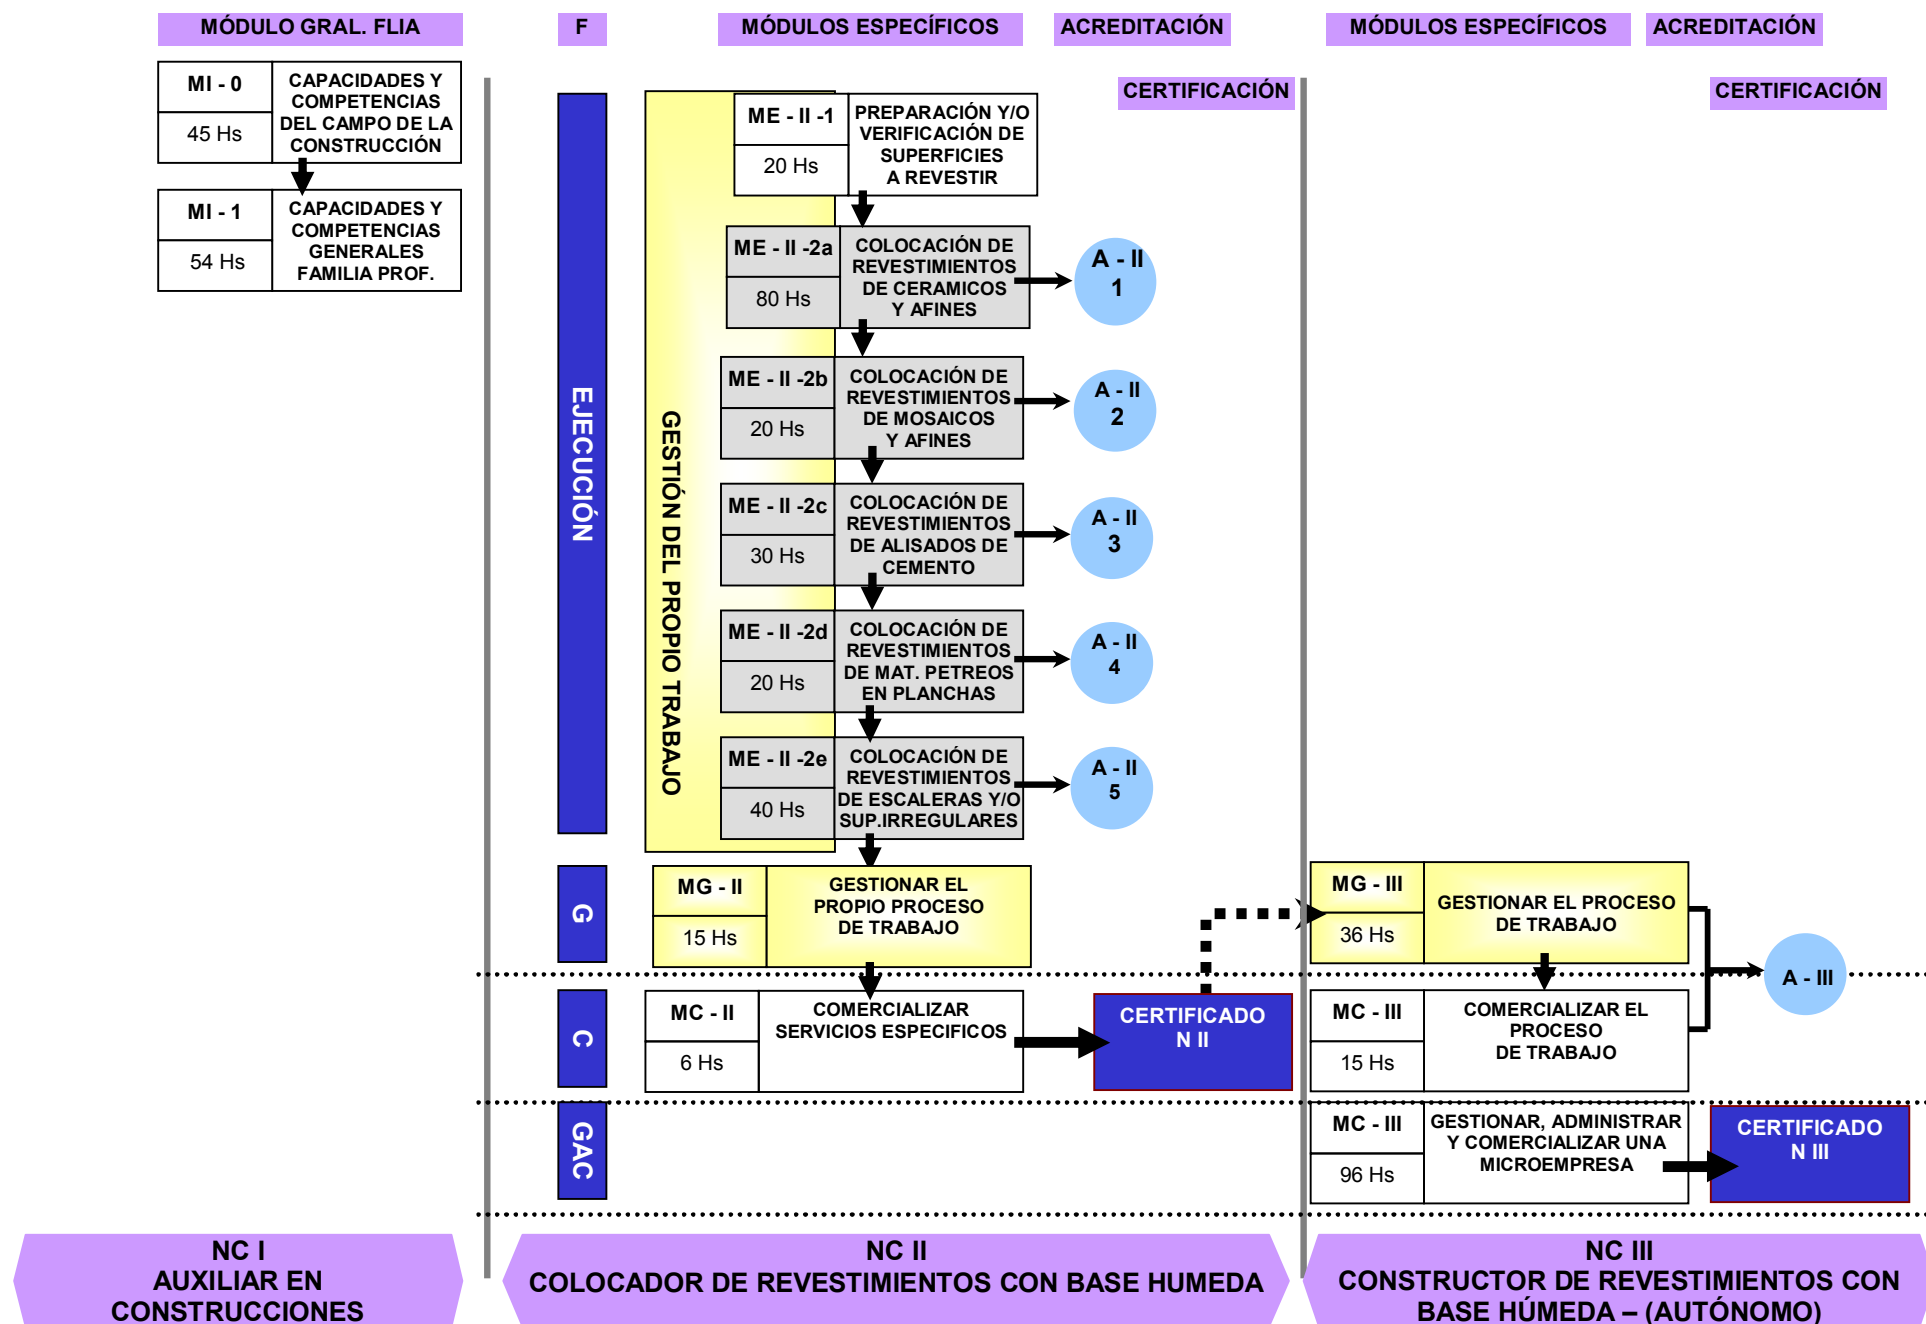 MÓDULO GRAL. FLIA
F
MÓDULOS ESPECÍFICOS
ACREDITACIÓN
MÓDULOS ESPECÍFICOS
ACREDITACIÓN
CERTIFICACIÓN
CERTIFICACIÓN
MI - 0
45 Hs
CAPACIDADES Y
COMPETENCIAS
DEL CAMPO DE LA
CONSTRUCCIÓN
MI - 1
54 Hs
CAPACIDADES Y
COMPETENCIAS
GENERALES
FAMILIA PROF.
EJECUCIÓN
GESTIÓN DEL PROPIO TRABAJO
ME - II -1
20 Hs
PREPARACIÓN Y/O
VERIFICACIÓN DE
SUPERFICIES
A REVESTIR
ME - II -2a
80 Hs
COLOCACIÓN DE
REVESTIMIENTOS
DE CERAMICOS
Y AFINES
A - II
1
ME - II -2b
20 Hs
COLOCACIÓN DE
REVESTIMIENTOS
DE MOSAICOS
Y AFINES
A - II
2
ME - II -2c
30 Hs
COLOCACIÓN DE
REVESTIMIENTOS
DE ALISADOS DE
CEMENTO
A - II
3
ME - II -2d
20 Hs
COLOCACIÓN DE
REVESTIMIENTOS
DE MAT. PETREOS
EN PLANCHAS
A - II
4
ME - II -2e
40 Hs
COLOCACIÓN DE
REVESTIMIENTOS
DE ESCALERAS Y/O
SUP.IRREGULARES
A - II
5
G
MG - II
15 Hs
GESTIONAR EL
PROPIO PROCESO
DE TRABAJO
MG - III
36 Hs
GESTIONAR EL PROCESO
DE TRABAJO
A - III
C
MC - II
6 Hs
COMERCIALIZAR
SERVICIOS ESPECIFICOS
CERTIFICADO
N II
MC - III
15 Hs
COMERCIALIZAR EL
PROCESO
DE TRABAJO
GAC
MC - III
96 Hs
GESTIONAR, ADMINISTRAR
Y COMERCIALIZAR UNA
MICROEMPRESA
CERTIFICADO
N III
NC I
AUXILIAR EN
CONSTRUCCIONES
NC II
COLOCADOR DE REVESTIMIENTOS CON BASE HUMEDA
NC III
CONSTRUCTOR DE REVESTIMIENTOS CON
BASE HÚMEDA – (AUTÓNOMO)